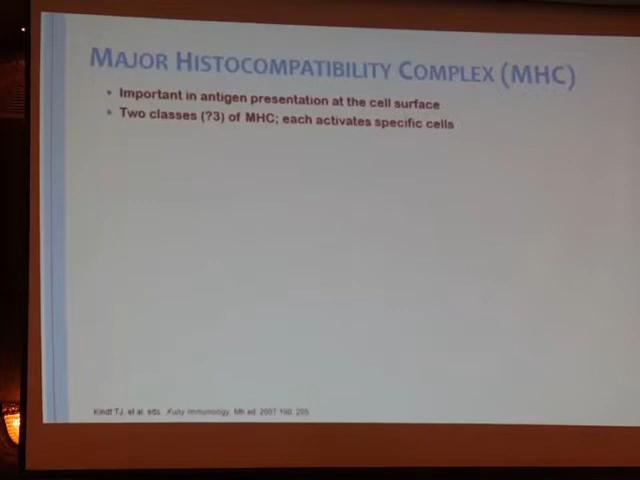 MAJOR HISTOCOMPATIBILITY COMPLEX (MHC)
• Important in antigen presentation at the cell surface
• Two classes (?3) of MHC; each activates specific cells
Kindt TJ, et al. eds. Kuby Immunology, 2007